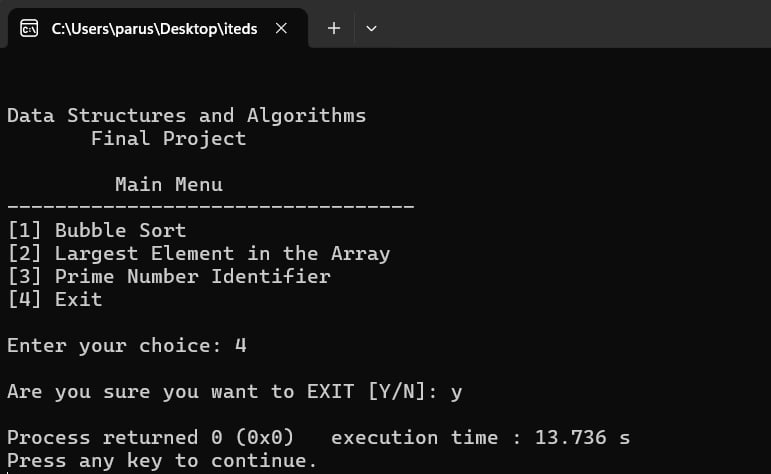 C:\Users\parus\Desktop\iteds
Data Structures and Algorithms
Final Project
Main Menu
----------------------------------
[1] Bubble Sort
[2] Largest Element in the Array
[3] Prime Number Identifier
[4] Exit
Enter your choice: 4
Are you sure you want to EXIT [Y/N]: y
Process returned 0 (0x0)   execution time : 13.736 s
Press any key to continue.